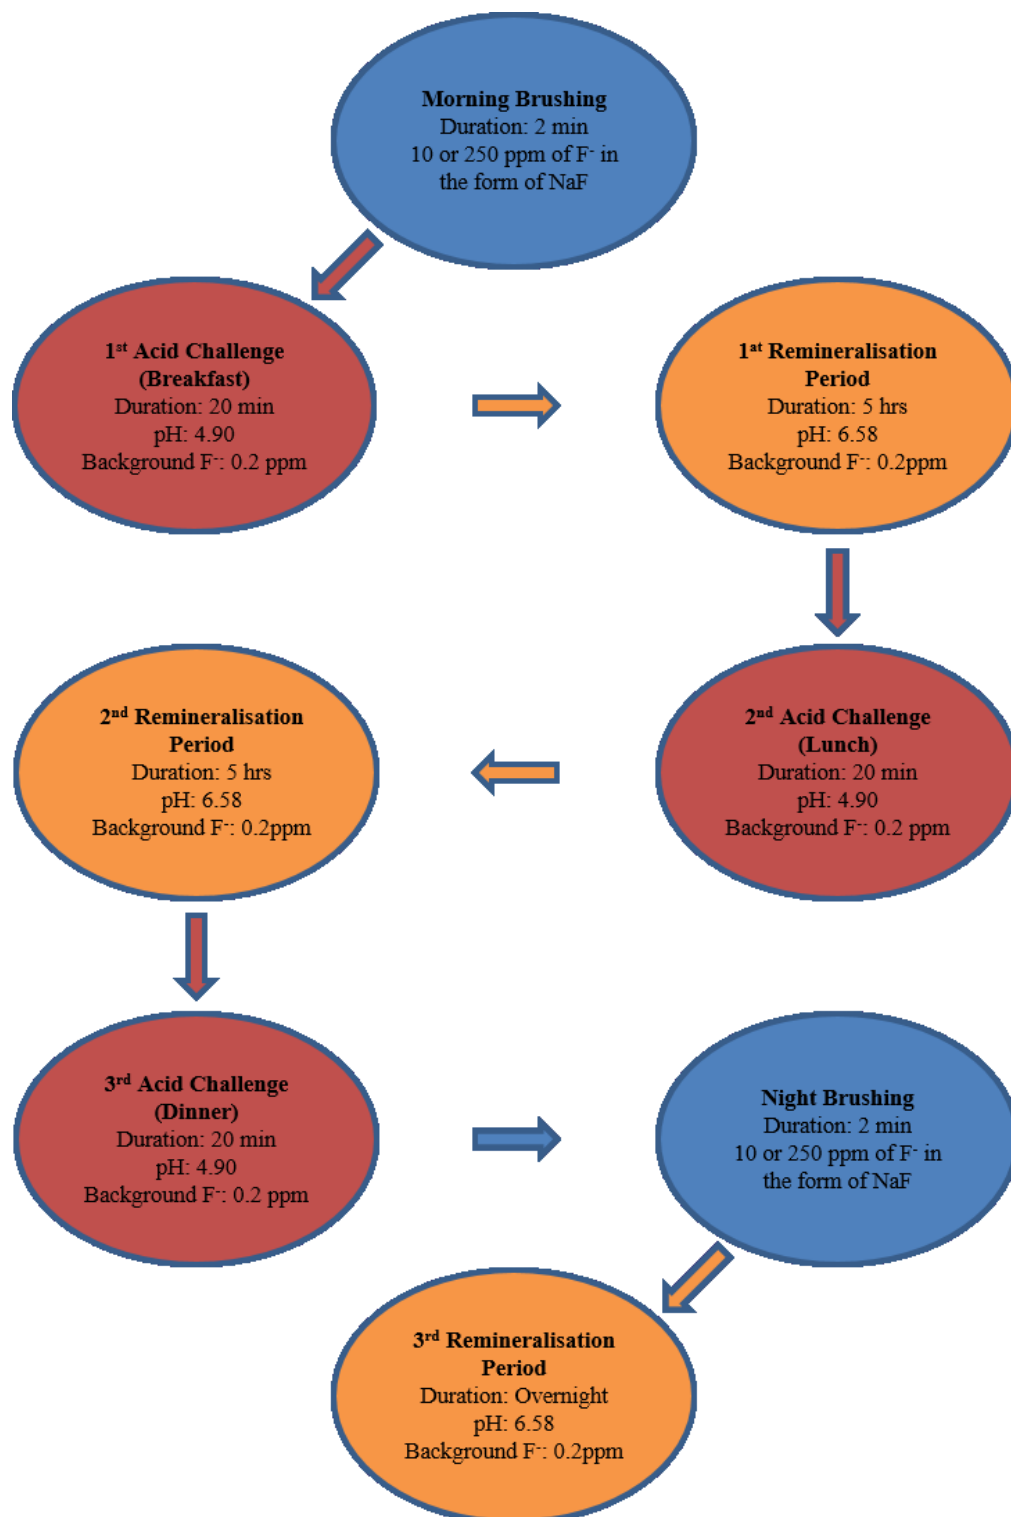 Morning Brushing
Duration: 2 min
10 or 250 ppm of F⁻ in
the form of NaF
1ˢᵗ Acid Challenge
(Breakfast)
Duration: 20 min
pH: 4.90
Background F⁻: 0.2 ppm
1ᵃᵗ Remineralisation
Period
Duration: 5 hrs
pH: 6.58
Background F⁻: 0.2ppm
2ⁿᵈ Acid Challenge
(Lunch)
Duration: 20 min
pH: 4.90
Background F⁻: 0.2 ppm
2ⁿᵈ Remineralisation
Period
Duration: 5 hrs
pH: 6.58
Background F⁻: 0.2ppm
3ʳᵈ Acid Challenge
(Dinner)
Duration: 20 min
pH: 4.90
Background F⁻: 0.2 ppm
Night Brushing
Duration: 2 min
10 or 250 ppm of F⁻ in
the form of NaF
3ʳᵈ Remineralisation
Period
Duration: Overnight
pH: 6.58
Background F⁻: 0.2ppm